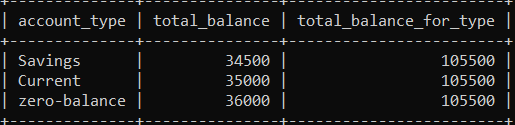 | account_type | total_balance | total_balance_for_type |
| Savings | 34500 | 105500 |
| Current | 35000 | 105500 |
| zero-balance | 36000 | 105500 |